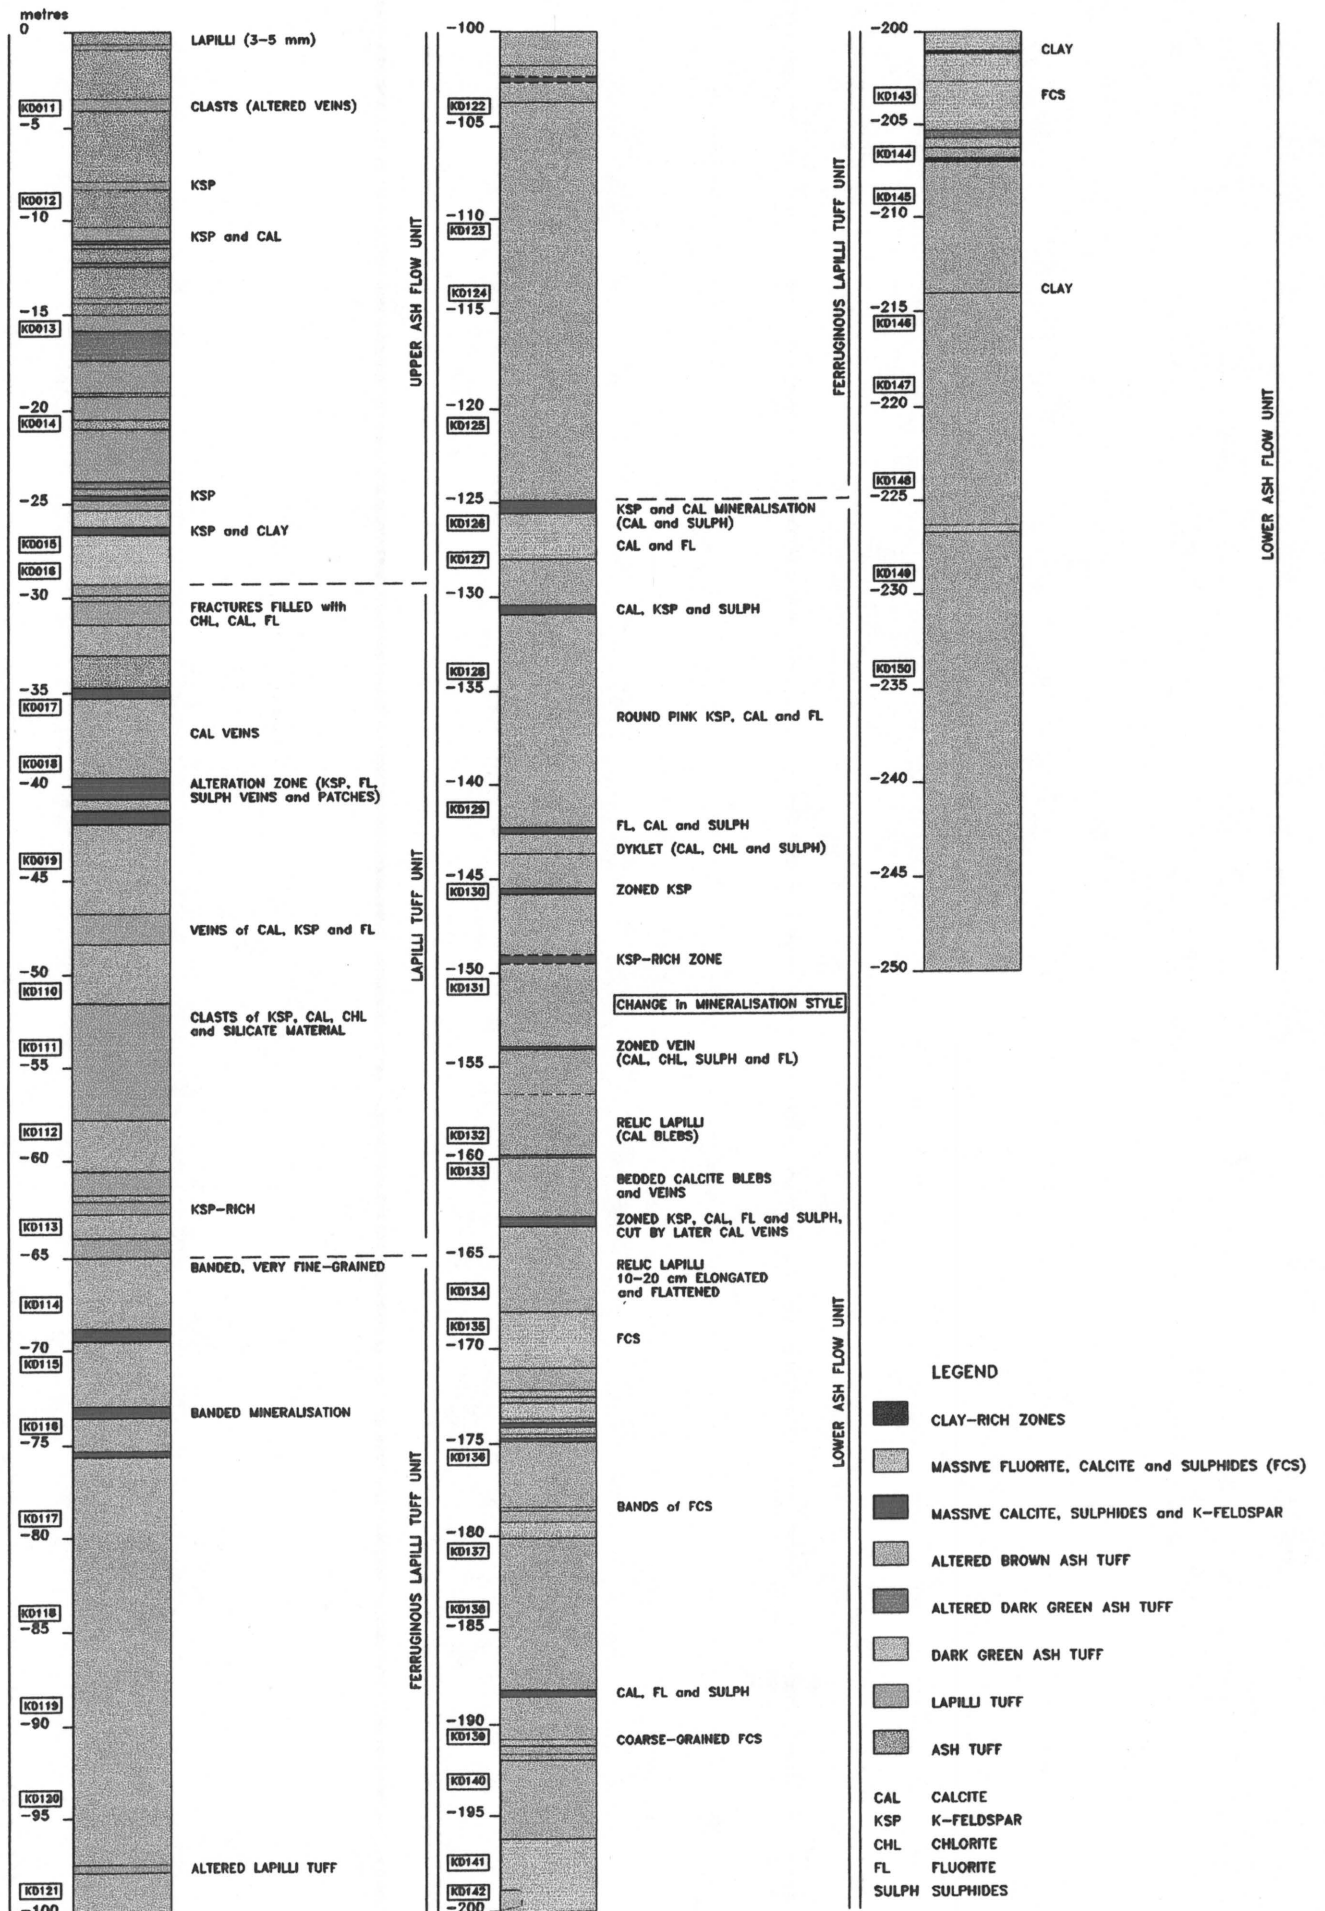 metres
0
LAPILLI (3-5 mm)
KD011
CLASTS (ALTERED VEINS)
-5
KSP
KD012
-10
KSP and CAL
-15
KD013
-20
KD014
KSP
-25
KSP and CLAY
KD015
KD016
-30
FRACTURES FILLED with
CHL, CAL, FL
-35
KD017
CAL VEINS
KD018
-40
ALTERATION ZONE (KSP, FL,
SULPH VEINS and PATCHES)
KD019
-45
VEINS of CAL, KSP and FL
-50
KD110
CLASTS of KSP, CAL, CHL
and SILICATE MATERIAL
KD111
-55
KD112
-60
KSP-RICH
KD113
-65
BANDED, VERY FINE-GRAINED
KD114
-70
KD115
BANDED MINERALISATION
KD116
-75
KD117
-80
KD118
-85
KD119
-90
KD120
-95
ALTERED LAPILLI TUFF
KD121
-100
UPPER ASH FLOW UNIT
LAPILLI TUFF UNIT
FERRUGINOUS LAPILLI TUFF UNIT
-100
KD122
-105
-110
KD123
KD124
-115
-120
KD125
-125
KSP and CAL MINERALISATION
(CAL and SULPH)
KD126
CAL and FL
KD127
-130
CAL, KSP and SULPH
KD128
-135
ROUND PINK KSP, CAL and FL
-140
KD129
FL, CAL and SULPH
DYKLET (CAL, CHL and SULPH)
-145
KD130
ZONED KSP
KSP-RICH ZONE
-150
KD131
CHANGE in MINERALISATION STYLE
ZONED VEIN
(CAL, CHL, SULPH and FL)
-155
RELIC LAPILLI
(CAL BLEBS)
KD132
-160
KD133
BEDDED CALCITE BLEBS
and VEINS
ZONED KSP, CAL, FL and SULPH,
CUT BY LATER CAL VEINS
-165
RELIC LAPILLI
10-20 cm ELONGATED
and FLATTENED
KD134
KD135
FCS
-170
-175
KD136
BANDS of FCS
-180
KD137
KD138
-185
CAL, FL and SULPH
-190
KD139
COARSE-GRAINED FCS
KD140
-195
KD141
KD142
-200
FERRUGINOUS LAPILLI TUFF UNIT
LOWER ASH FLOW UNIT
-200
CLAY
KD143
FCS
-205
KD144
KD145
-210
CLAY
-215
KD146
KD147
-220
KD148
-225
KD149
-230
KD150
-235
-240
-245
-250
LOWER ASH FLOW UNIT
LEGEND
CLAY-RICH ZONES
MASSIVE FLUORITE, CALCITE and SULPHIDES (FCS)
MASSIVE CALCITE, SULPHIDES and K-FELDSPAR
ALTERED BROWN ASH TUFF
ALTERED DARK GREEN ASH TUFF
DARK GREEN ASH TUFF
LAPILLI TUFF
ASH TUFF
CAL CALCITE
KSP K-FELDSPAR
CHL CHLORITE
FL FLUORITE
SULPH SULPHIDES